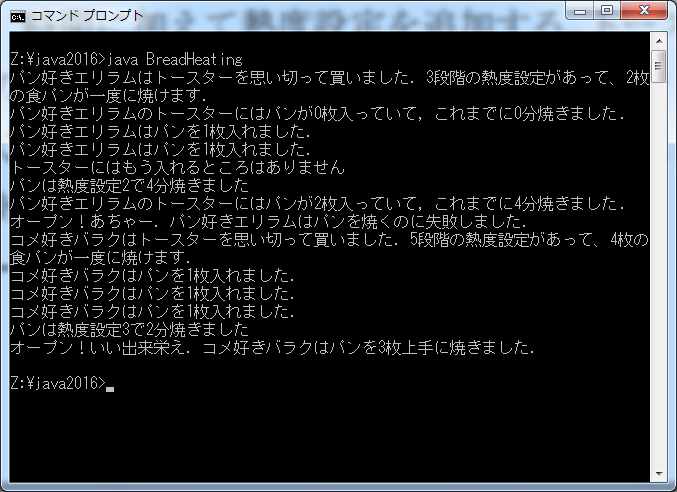 コマンド プロンプト
Z:¥java2016>java BreadHeating
パン好きエリラムはトースターを思い切って買いました．3段階の熱度設定があって、2枚
の食パンが一度に焼けます．
パン好きエリラムのトースターにはパンが0枚入っていて，これまでに0分焼きました．
パン好きエリラムはパンを1枚入れました．
パン好きエリラムはパンを1枚入れました．
トースターにはもう入れるところはありません
パンは熱度設定2で4分焼きました
パン好きエリラムのトースターにはパンが2枚入っていて，これまでに4分焼きました．
オープン！あちゃー．パン好きエリラムはパンを焼くのに失敗しました．
コメ好きバラクはトースターを思い切って買いました．5段階の熱度設定があって、4枚の
食パンが一度に焼けます．
コメ好きバラクはパンを1枚入れました．
コメ好きバラクはパンを1枚入れました．
コメ好きバラクはパンを1枚入れました．
パンは熱度設定3で2分焼きました
オープン！いい出来栄え．コメ好きバラクはパンを3枚上手に焼きました．
Z:¥java2016>